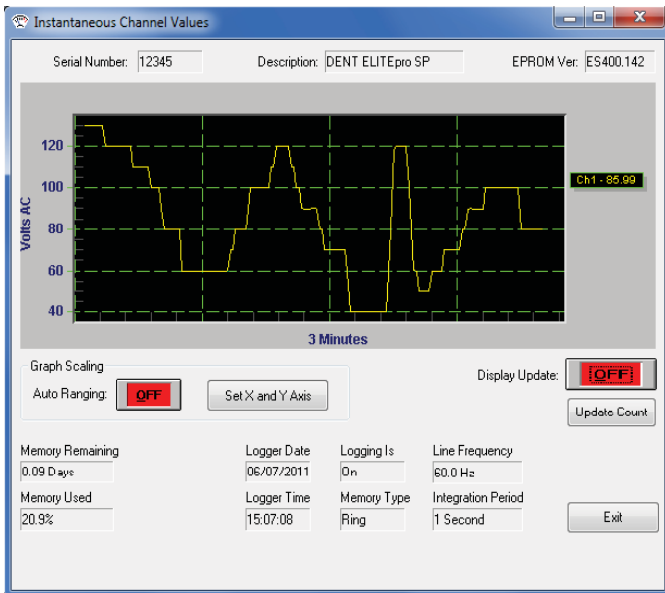 Instantaneous Channel Values
Serial Number: 12345 Description: DENT ELITEpro SP EPROM Ver: ES400.142
120
100
80
60
40
Volts AC
Ch1 - 85.99
3 Minutes
Graph Scaling
Auto Ranging: OFF Set X and Y Axis
Display Update: OFF
Update Count
Memory Remaining Logger Date Logging Is Line Frequency
0.09 Days 06/07/2011 On 60.0 Hz
Memory Used Logger Time Memory Type Integration Period
20.9% 15:07:08 Ring 1 Second
Exit